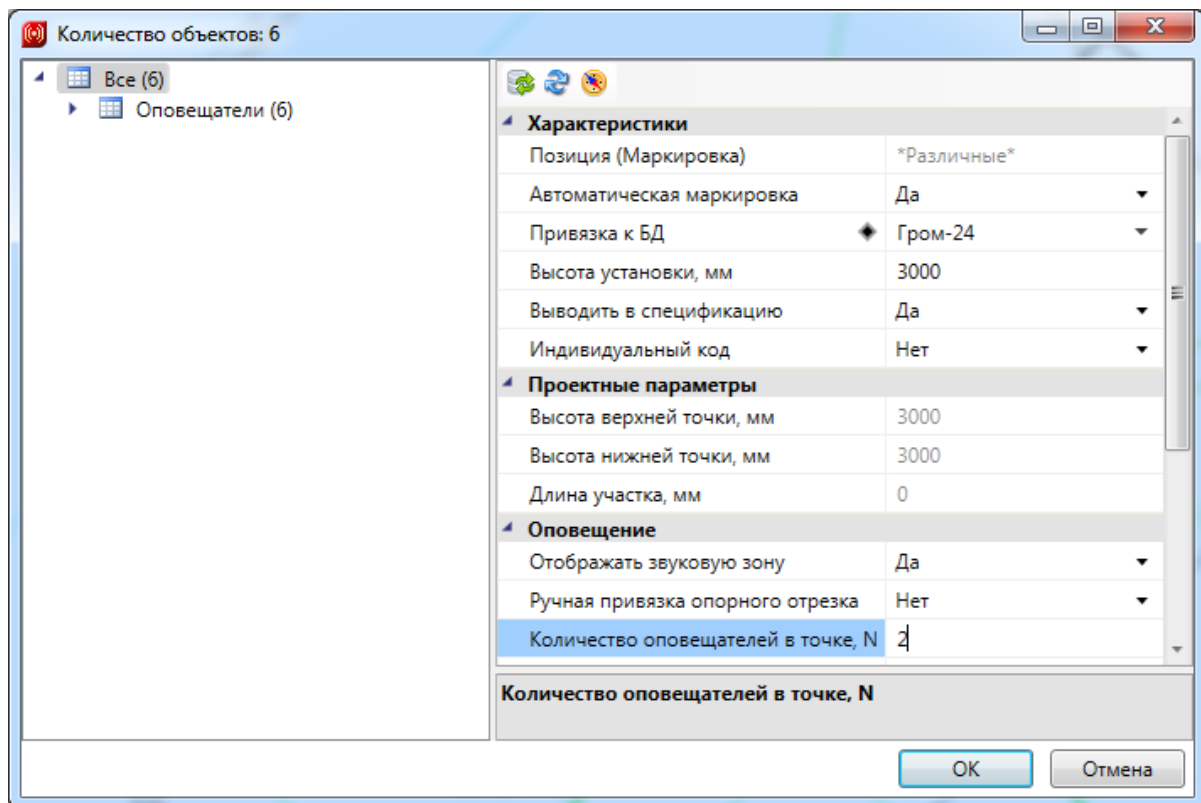 Количество объектов: 6
Все (6)
Оповещатели (6)
Характеристики
Позиция (Маркировка) *Различные*
Автоматическая маркировка Да
Привязка к БД Гром-24
Высота установки, мм 3000
Выводить в спецификацию Да
Индивидуальный код Нет
Проектные параметры
Высота верхней точки, мм 3000
Высота нижней точки, мм 3000
Длина участка, мм 0
Оповещение
Отображать звуковую зону Да
Ручная привязка опорного отрезка Нет
Количество оповещателей в точке, N 2
Количество оповещателей в точке, N
ОК Отмена